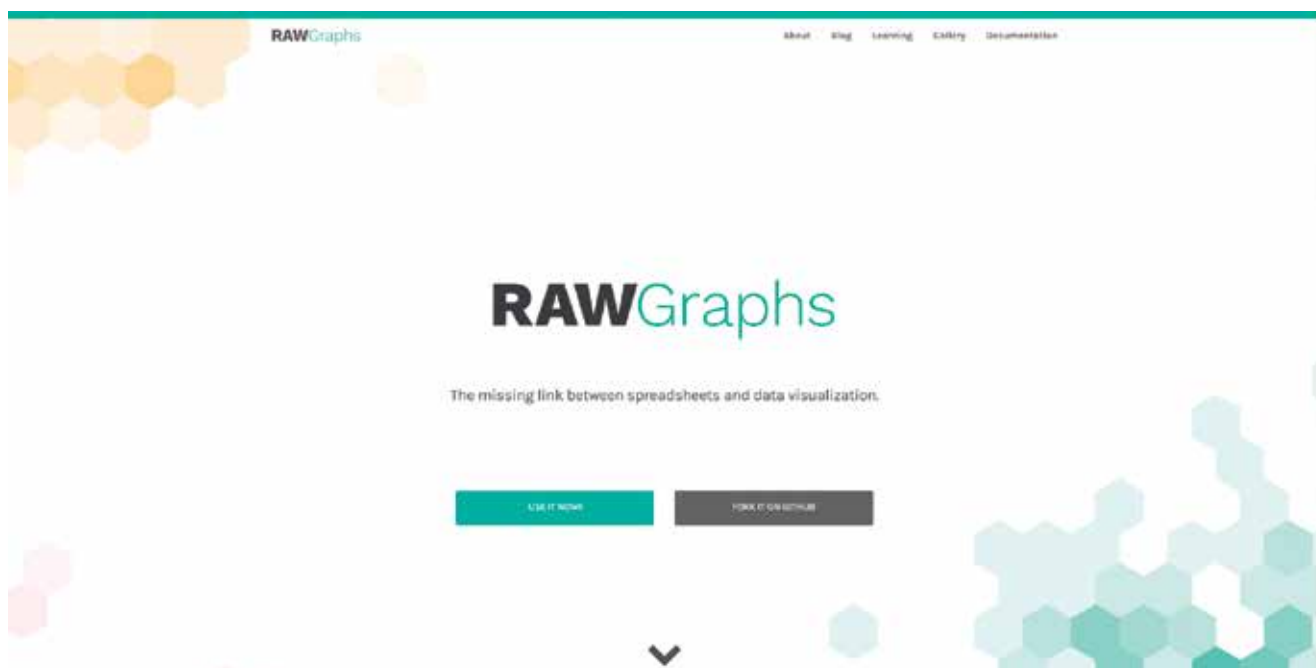 RAWGraphs
About Blog Learning Gallery Documentation
RAWGraphs
The missing link between spreadsheets and data visualization.
USE IT NOW!
FORK IT ON GITHUB